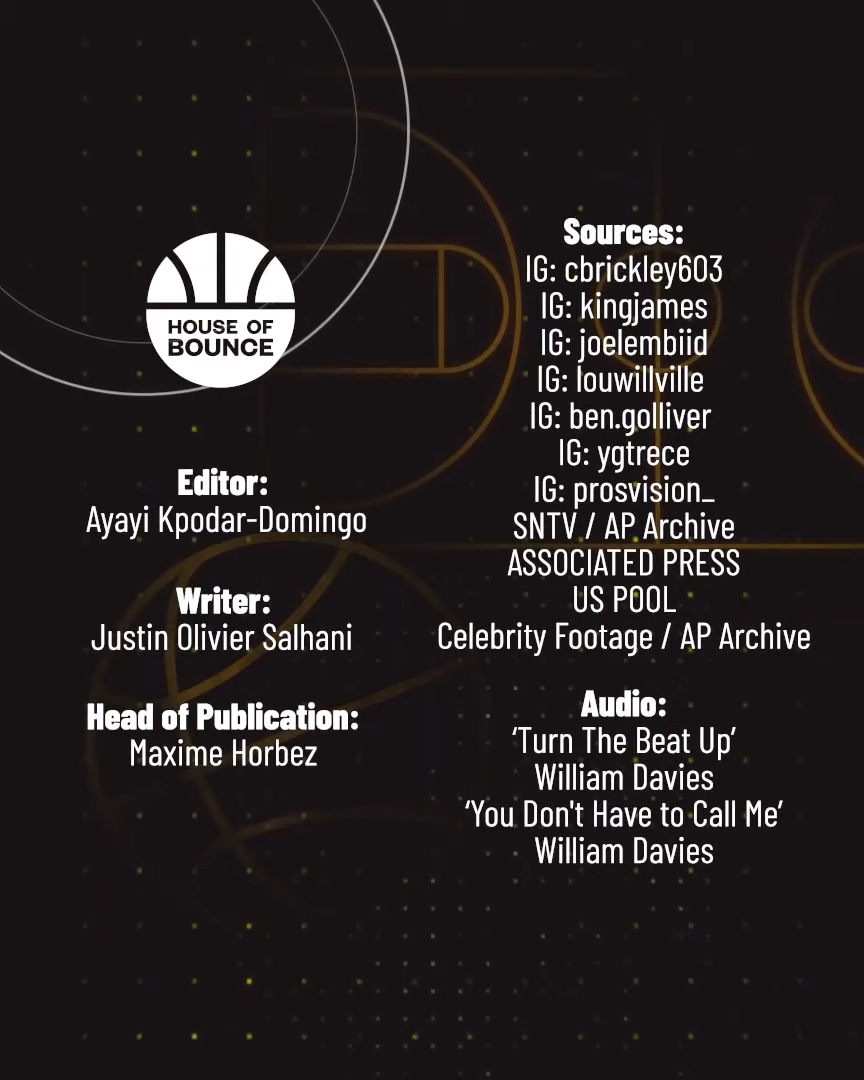 HOUSE OF
BOUNCE
Editor:
Ayayi Kpodar-Domingo
Writer:
Justin Olivier Salhani
Head of Publication:
Maxime Horbez
Sources:
IG: cbrickley603
IG: kingjames
IG: joelembiid
IG: louwillville
IG: ben.golliver
IG: ygtrece
IG: prosvision_
SNTV / AP Archive
ASSOCIATED PRESS
US POOL
Celebrity Footage / AP Archive
Audio:
‘Turn The Beat Up’
William Davies
‘You Don't Have to Call Me’
William Davies